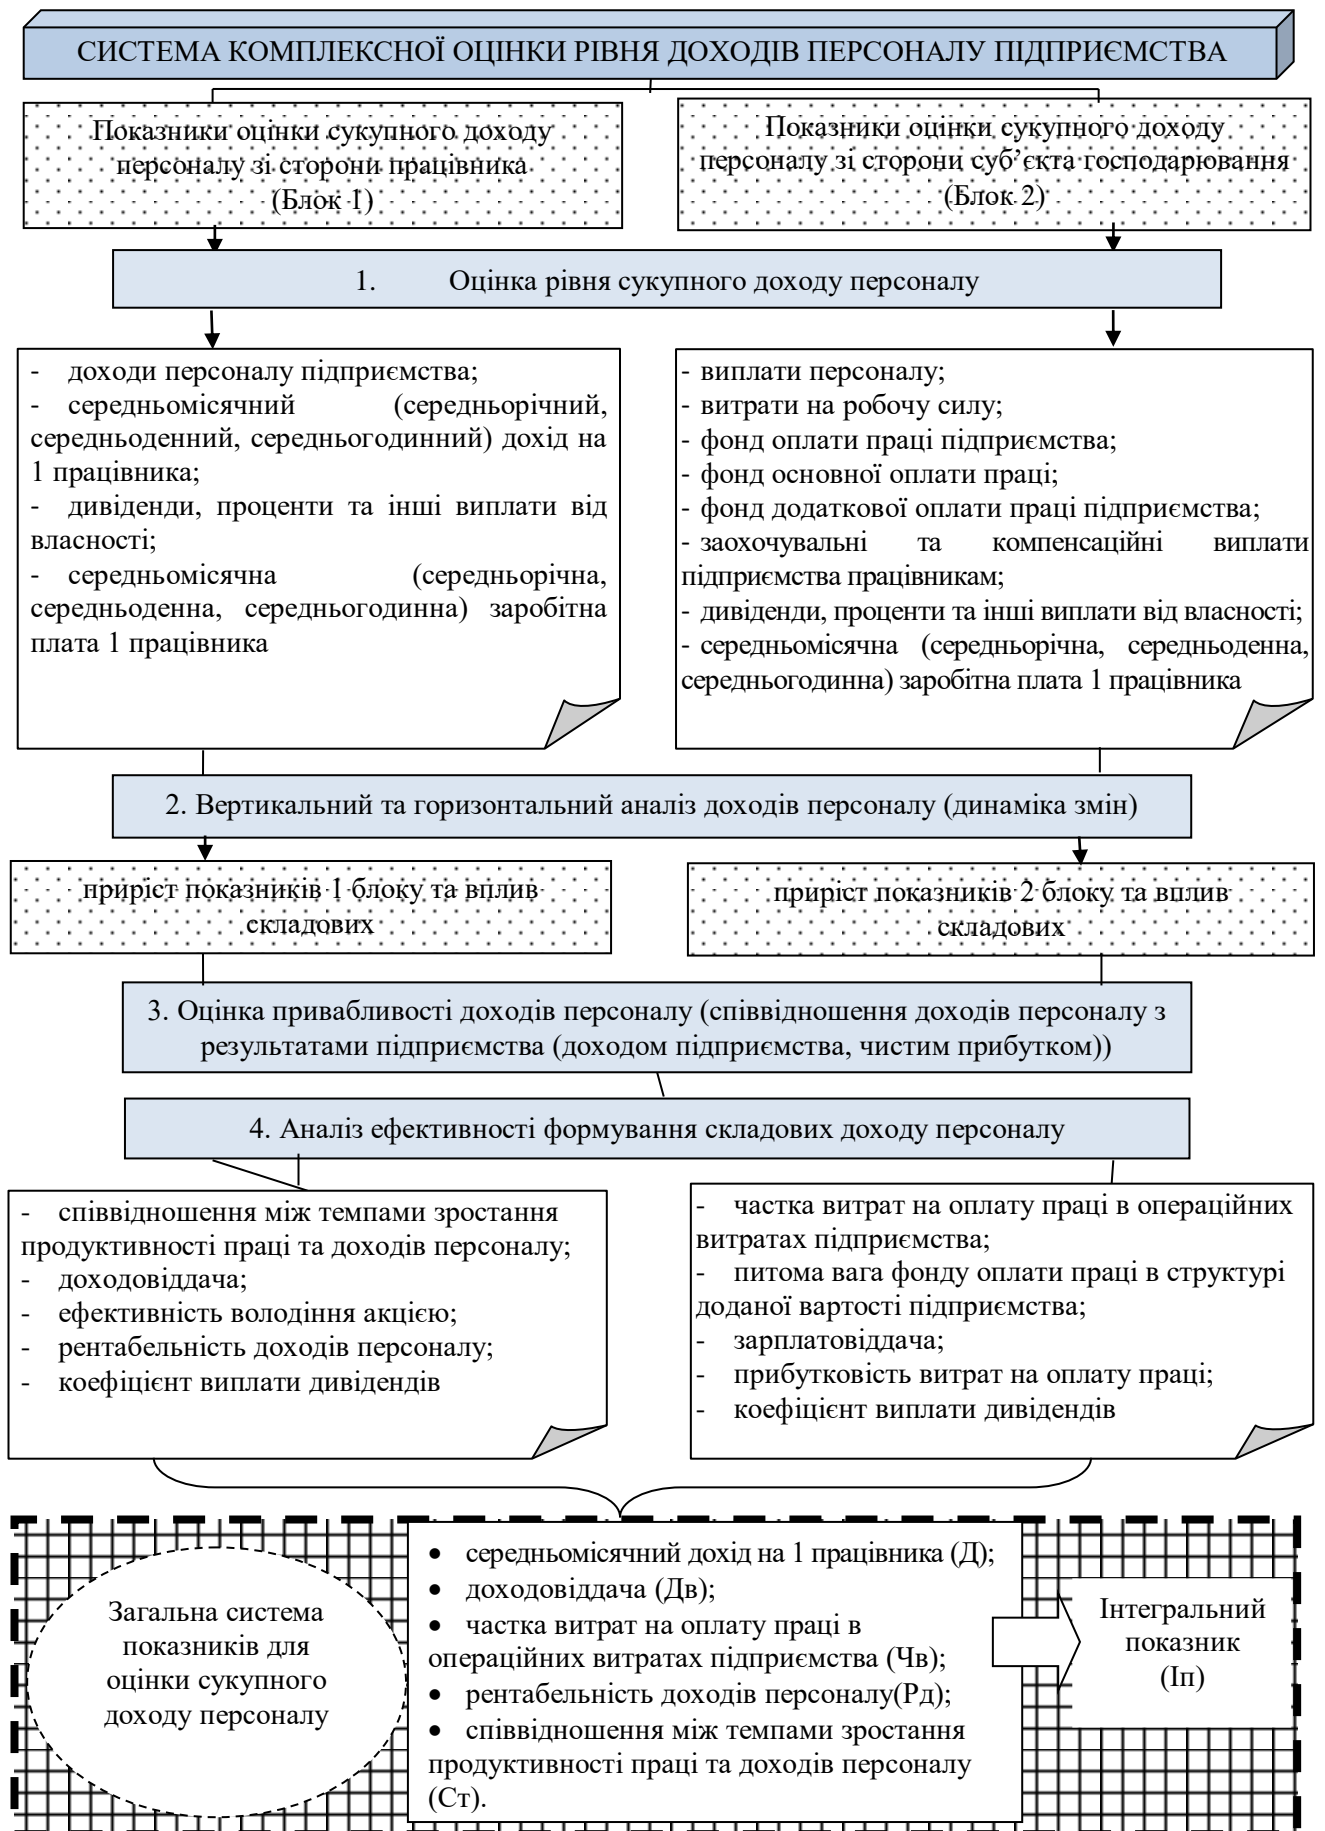 СИСТЕМА КОМПЛЕКСНОЇ ОЦІНКИ РІВНЯ ДОХОДІВ ПЕРСОНАЛУ ПІДПРИЄМСТВА
Показники оцінки сукупного доходу
персоналу зі сторони працівника
(Блок 1)
Показники оцінки сукупного доходу
персоналу зі сторони суб’єкта господарювання
(Блок 2)
1. Оцінка рівня сукупного доходу персоналу
- доходи персоналу підприємства;
- середньомісячний (середньорічний,
середньоденний, середньогодинний) дохід на
1 працівника;
- дивіденди, проценти та інші виплати від
власності;
- середньомісячна (середньорічна,
середньоденна, середньогодинна) заробітна
плата 1 працівника
- виплати персоналу;
- витрати на робочу силу;
- фонд оплати праці підприємства;
- фонд основної оплати праці;
- фонд додаткової оплати праці підприємства;
- заохочувальні та компенсаційні виплати
підприємства працівникам;
- дивіденди, проценти та інші виплати від власності;
- середньомісячна (середньорічна, середньоденна,
середньогодинна) заробітна плата 1 працівника
2. Вертикальний та горизонтальний аналіз доходів персоналу (динаміка змін)
приріст показників 1 блоку та вплив
складових
приріст показників 2 блоку та вплив
складових
3. Оцінка привабливості доходів персоналу (співвідношення доходів персоналу з
результатами підприємства (доходом підприємства, чистим прибутком))
4. Аналіз ефективності формування складових доходу персоналу
- співвідношення між темпами зростання
продуктивності праці та доходів персоналу;
- доходовіддача;
- ефективність володіння акцією;
- рентабельність доходів персоналу;
- коефіцієнт виплати дивідендів
- частка витрат на оплату праці в операційних
витратах підприємства;
- питома вага фонду оплати праці в структурі
доданої вартості підприємства;
- зарплатовіддача;
- прибутковість витрат на оплату праці;
- коефіцієнт виплати дивідендів
Загальна система
показників для
оцінки сукупного
доходу персоналу
• середньомісячний дохід на 1 працівника (Д);
• доходовіддача (Дв);
• частка витрат на оплату праці в
операційних витратах підприємства (Чв);
• рентабельність доходів персоналу(Рд);
• співвідношення між темпами зростання
продуктивності праці та доходів персоналу
(Ст).
Інтегральний
показник
(Іп)